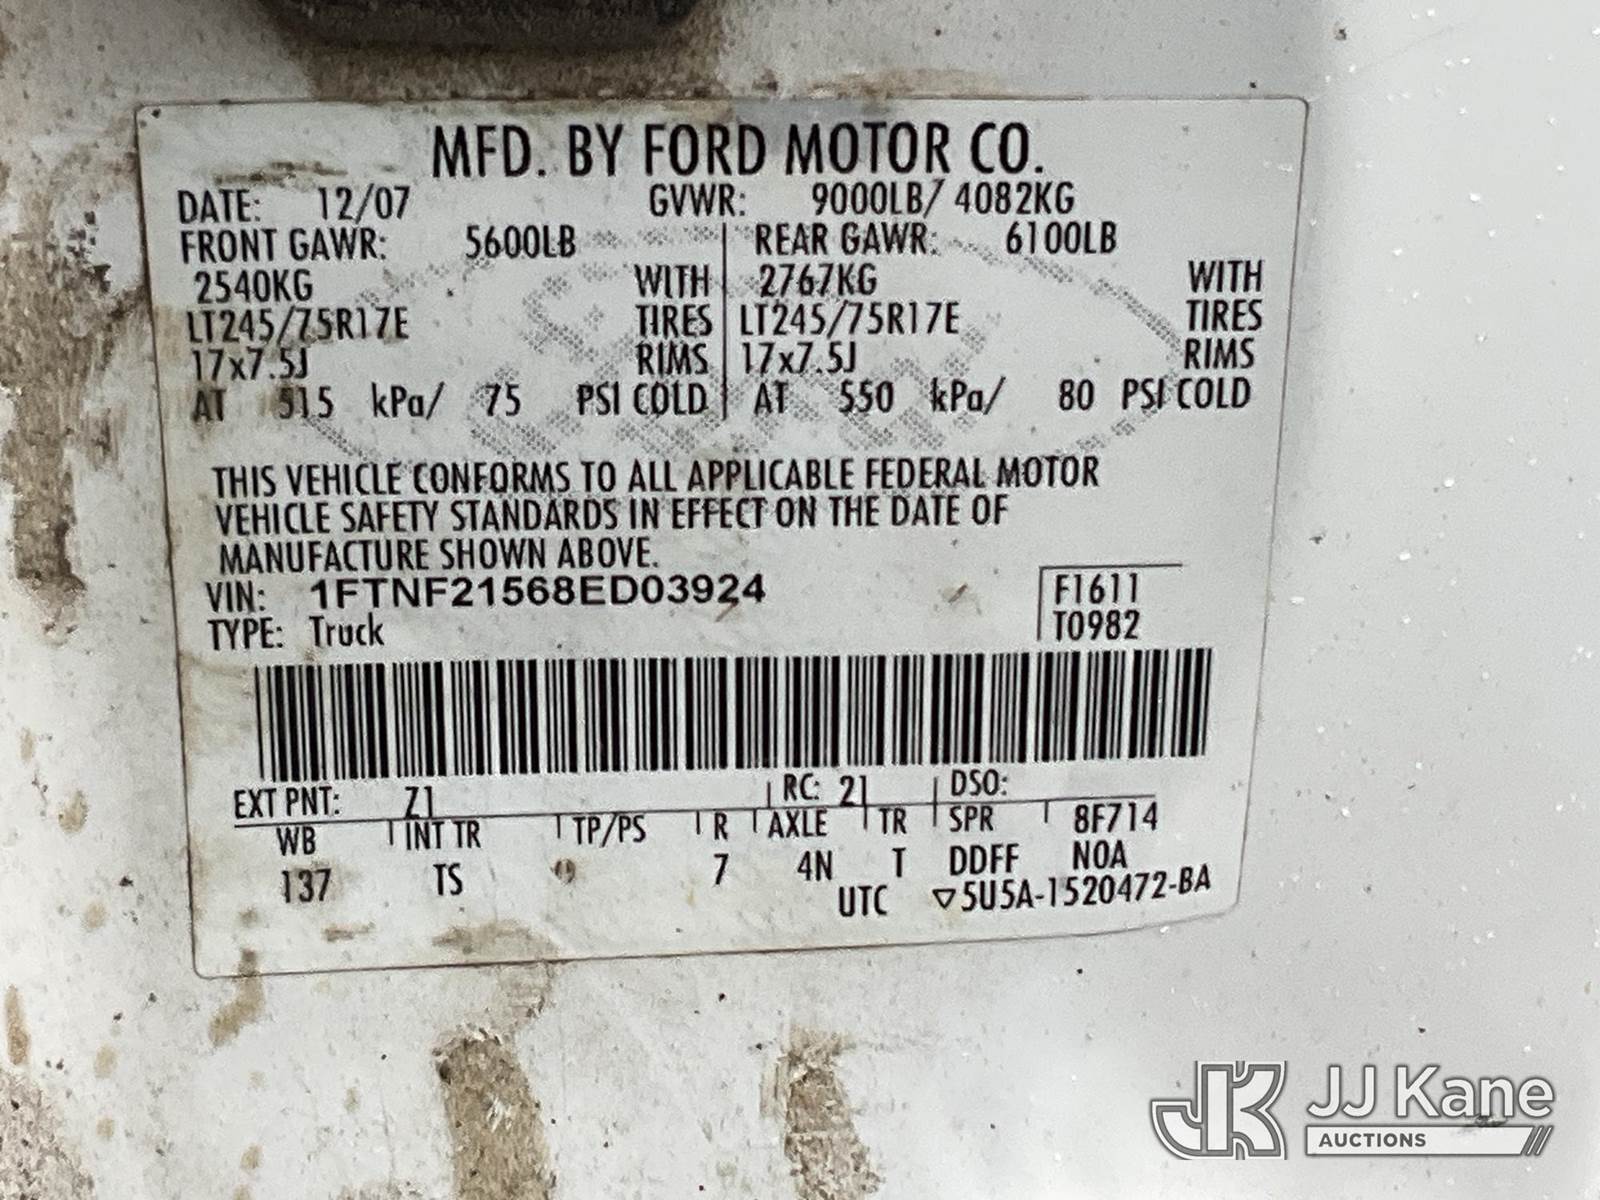 MFD. BY FORD MOTOR CO.
DATE: 12/07 GVWR: 9000LB/ 4082KG
FRONT GAWR: 5600LB REAR GAWR: 6100LB
2540KG WITH 2767KG WITH
LT245/75R17E TIRES LT245/75R17E TIRES
17x7.5J RIMS 17x7.5J RIMS
AT 515 kPa/ 75 PSI COLD AT 550 kPa/ 80 PSI COLD
THIS VEHICLE CONFORMS TO ALL APPLICABLE FEDERAL MOTOR
VEHICLE SAFETY STANDARDS IN EFFECT ON THE DATE OF
MANUFACTURE SHOWN ABOVE.
VIN: 1FTNF21568ED03924 F1611
TYPE: Truck T0982
EXT PNT: Z1 RC: 21 DSO:
WB INT TR TP/PS R AXLE TR SPR 8F714
137 TS 7 4N T DDFF NOA
UTC ▽5U5A-1520472-BA
JK JJ Kane
AUCTIONS